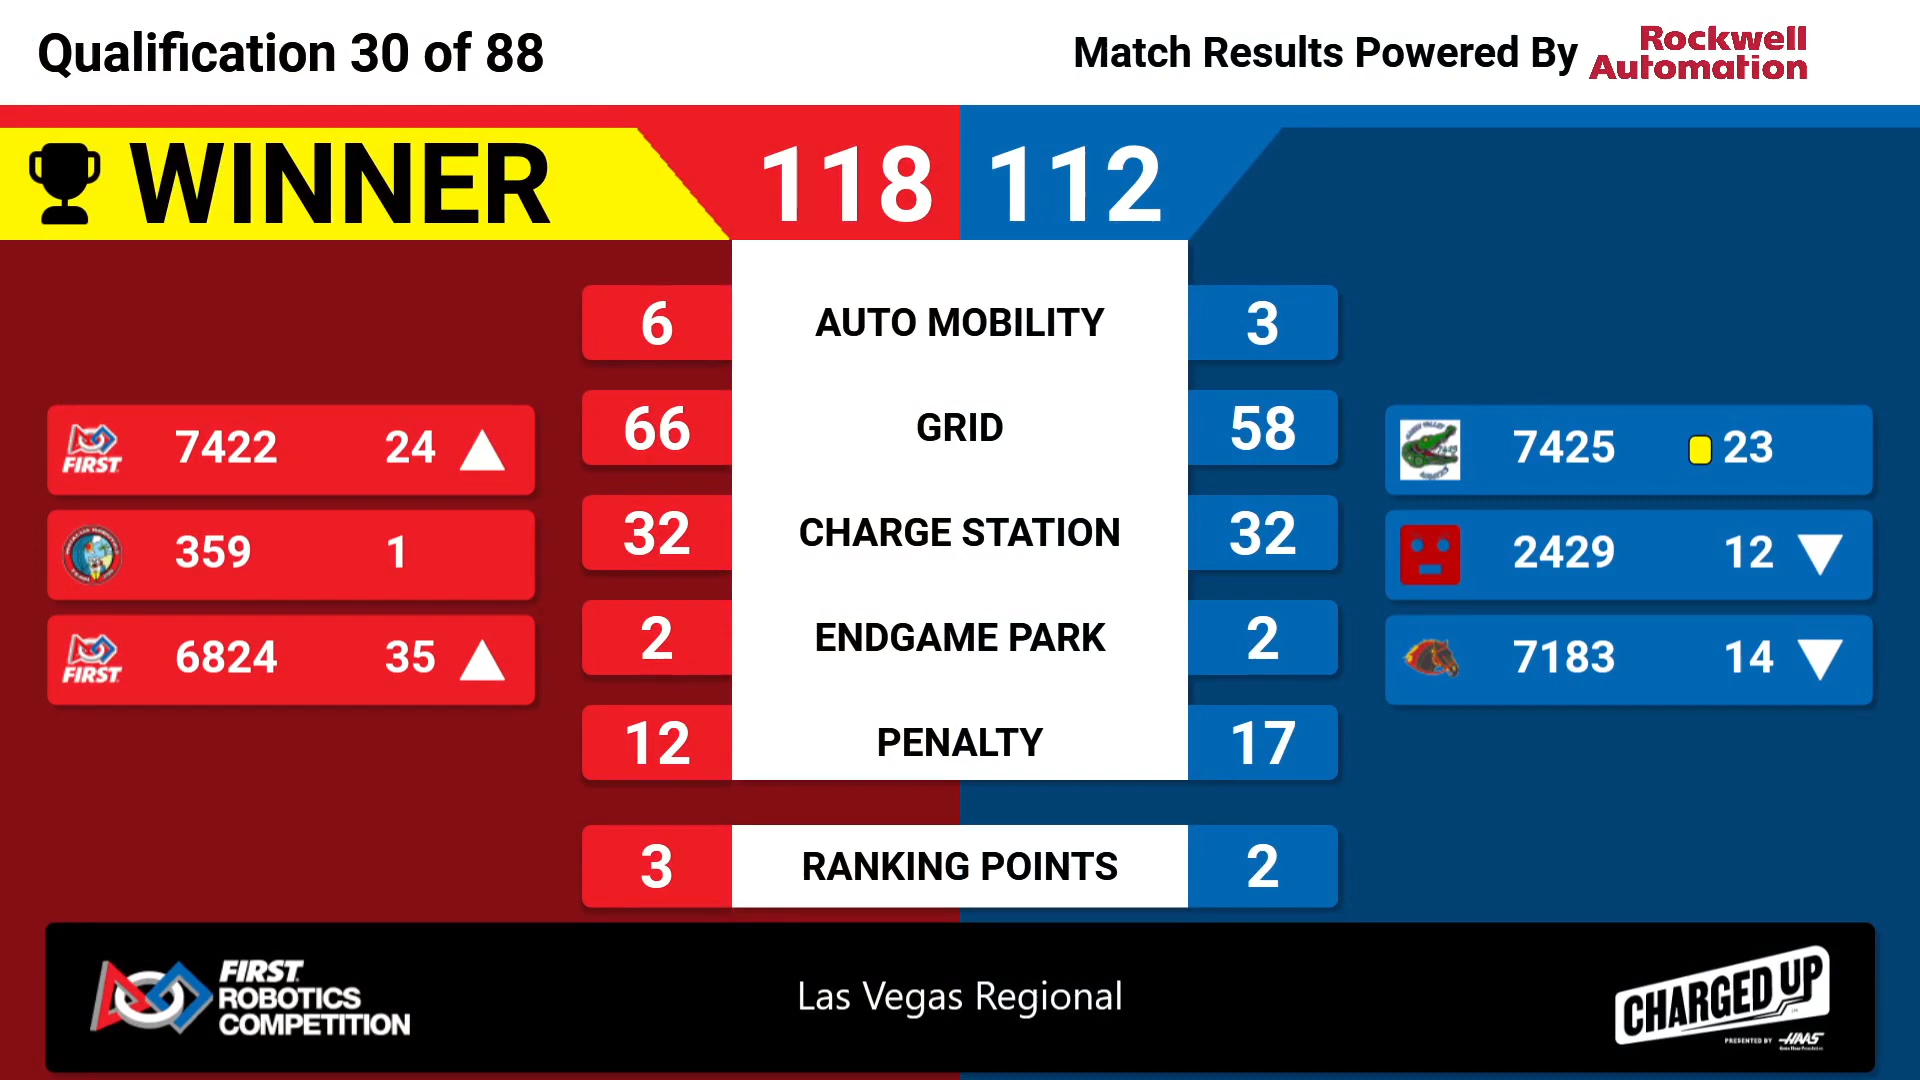 Qualification 30 of 88
Match Results Powered By
Rockwell
Automation
WINNER
118 112
6 AUTO MOBILITY 3
66 GRID 58
32 CHARGE STATION 32
2 ENDGAME PARK 2
12 PENALTY 17
3 RANKING POINTS 2
FIRST 7422 24
359 1
FIRST 6824 35
7425 23
2429 12
7183 14
FIRST
ROBOTICS
COMPETITION
Las Vegas Regional
CHARGED UP
PRESENTED BY HAAS